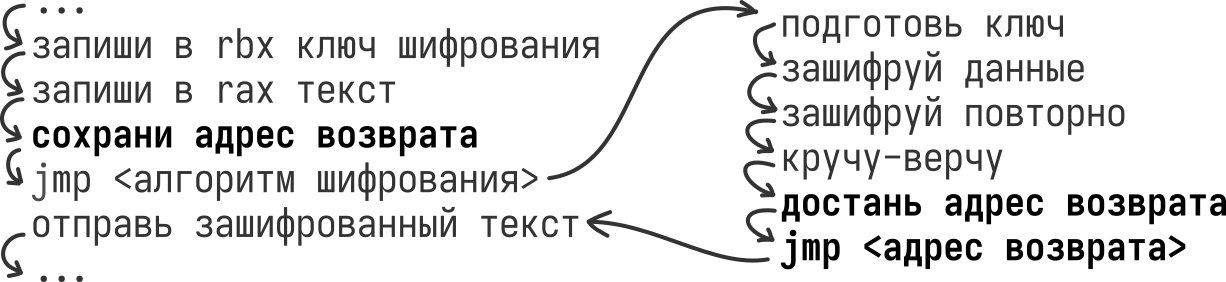 ...
запиши в rbx ключ шифрования
запиши в rax текст
сохрани адрес возврата
jmp <алгоритм шифрования>
отправь зашифрованный текст
...
подготовь ключ
зашифруй данные
зашифруй повторно
кручу-верчу
достань адрес возврата
jmp <адрес возврата>